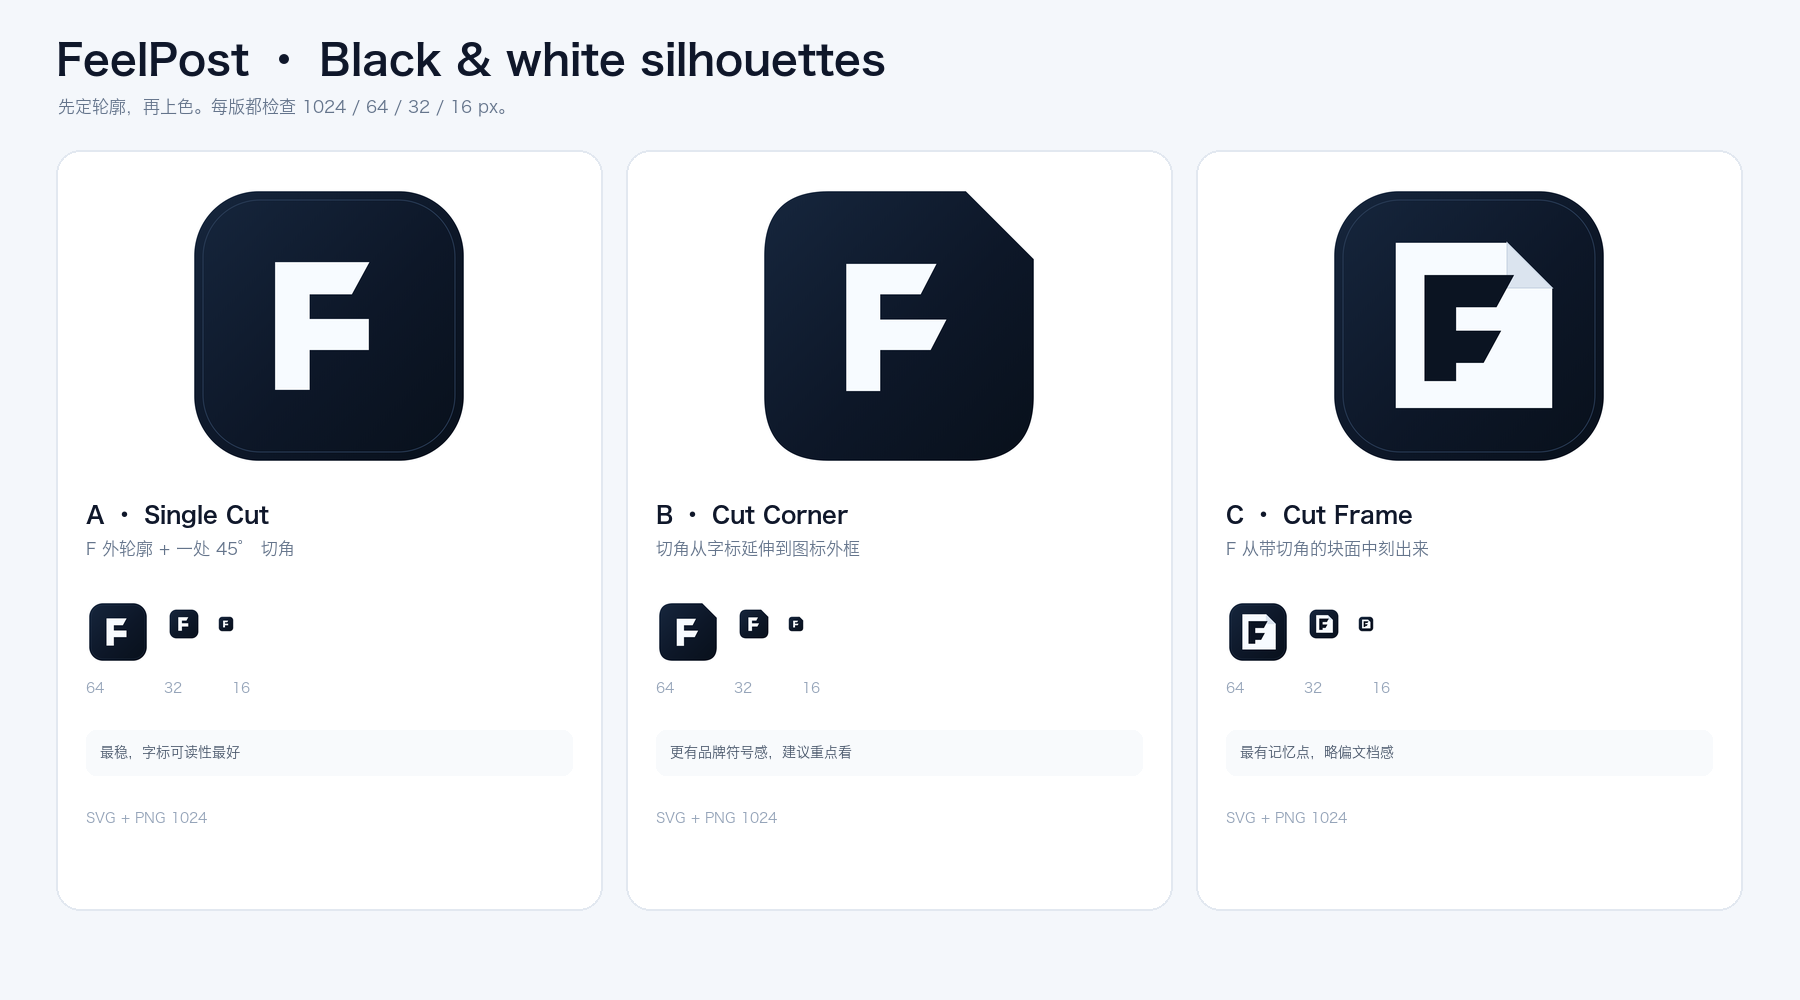 FeelPost · Black & white silhouettes
先定轮廓，再上色。每版都检查 1024 / 64 / 32 / 16 px。
F
A · Single Cut
F 外轮廓 + 一处 45° 切角
F F F
64 32 16
最稳，字标可读性最好
SVG + PNG 1024
F
B · Cut Corner
切角从字标延伸到图标外框
F F F
64 32 16
更有品牌符号感，建议重点看
SVG + PNG 1024
F
C · Cut Frame
F 从带切角的块面中刻出来
F F F
64 32 16
最有记忆点，略偏文档感
SVG + PNG 1024